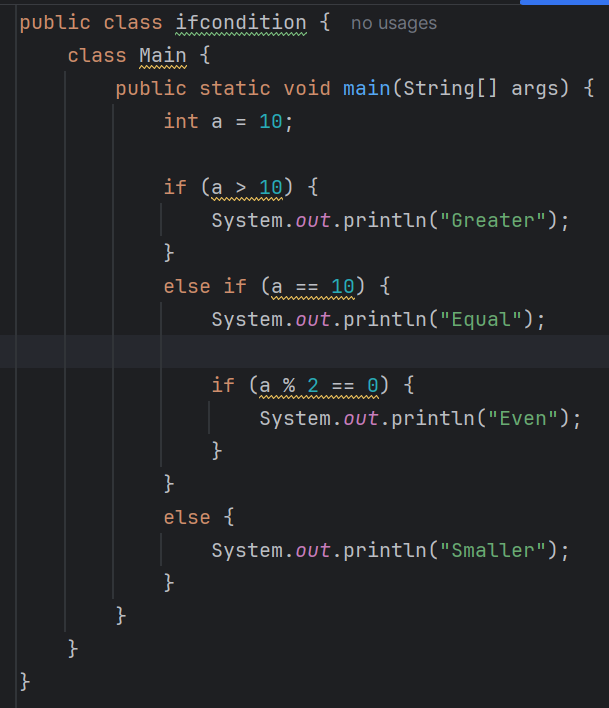 public class ifcondition {  no usages
    class Main {
        public static void main(String[] args) {
            int a = 10;

            if (a > 10) {
                System.out.println("Greater");
            }
            else if (a == 10) {
                System.out.println("Equal");

                if (a % 2 == 0) {
                    System.out.println("Even");
                }
            }
            else {
                System.out.println("Smaller");
            }
        }
    }
}